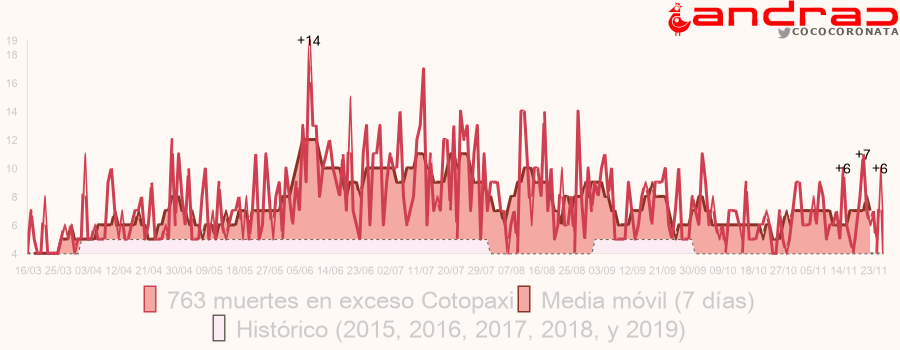 andrac
COCOCORONATA
19
18
16
14
12
10
8
6
4
+14
+6
+7
+6
16/03 25/03 03/04 12/04 21/04 30/04 09/05 18/05 27/05 05/06 14/06 23/06 02/07 11/07 20/07 29/07 07/08 16/08 25/08 03/09 12/09 21/09 30/09 09/10 18/10 27/10 05/11 14/11 23/11
763 muertes en exceso Cotopaxi Media móvil (7 días)
Histórico (2015, 2016, 2017, 2018, y 2019)